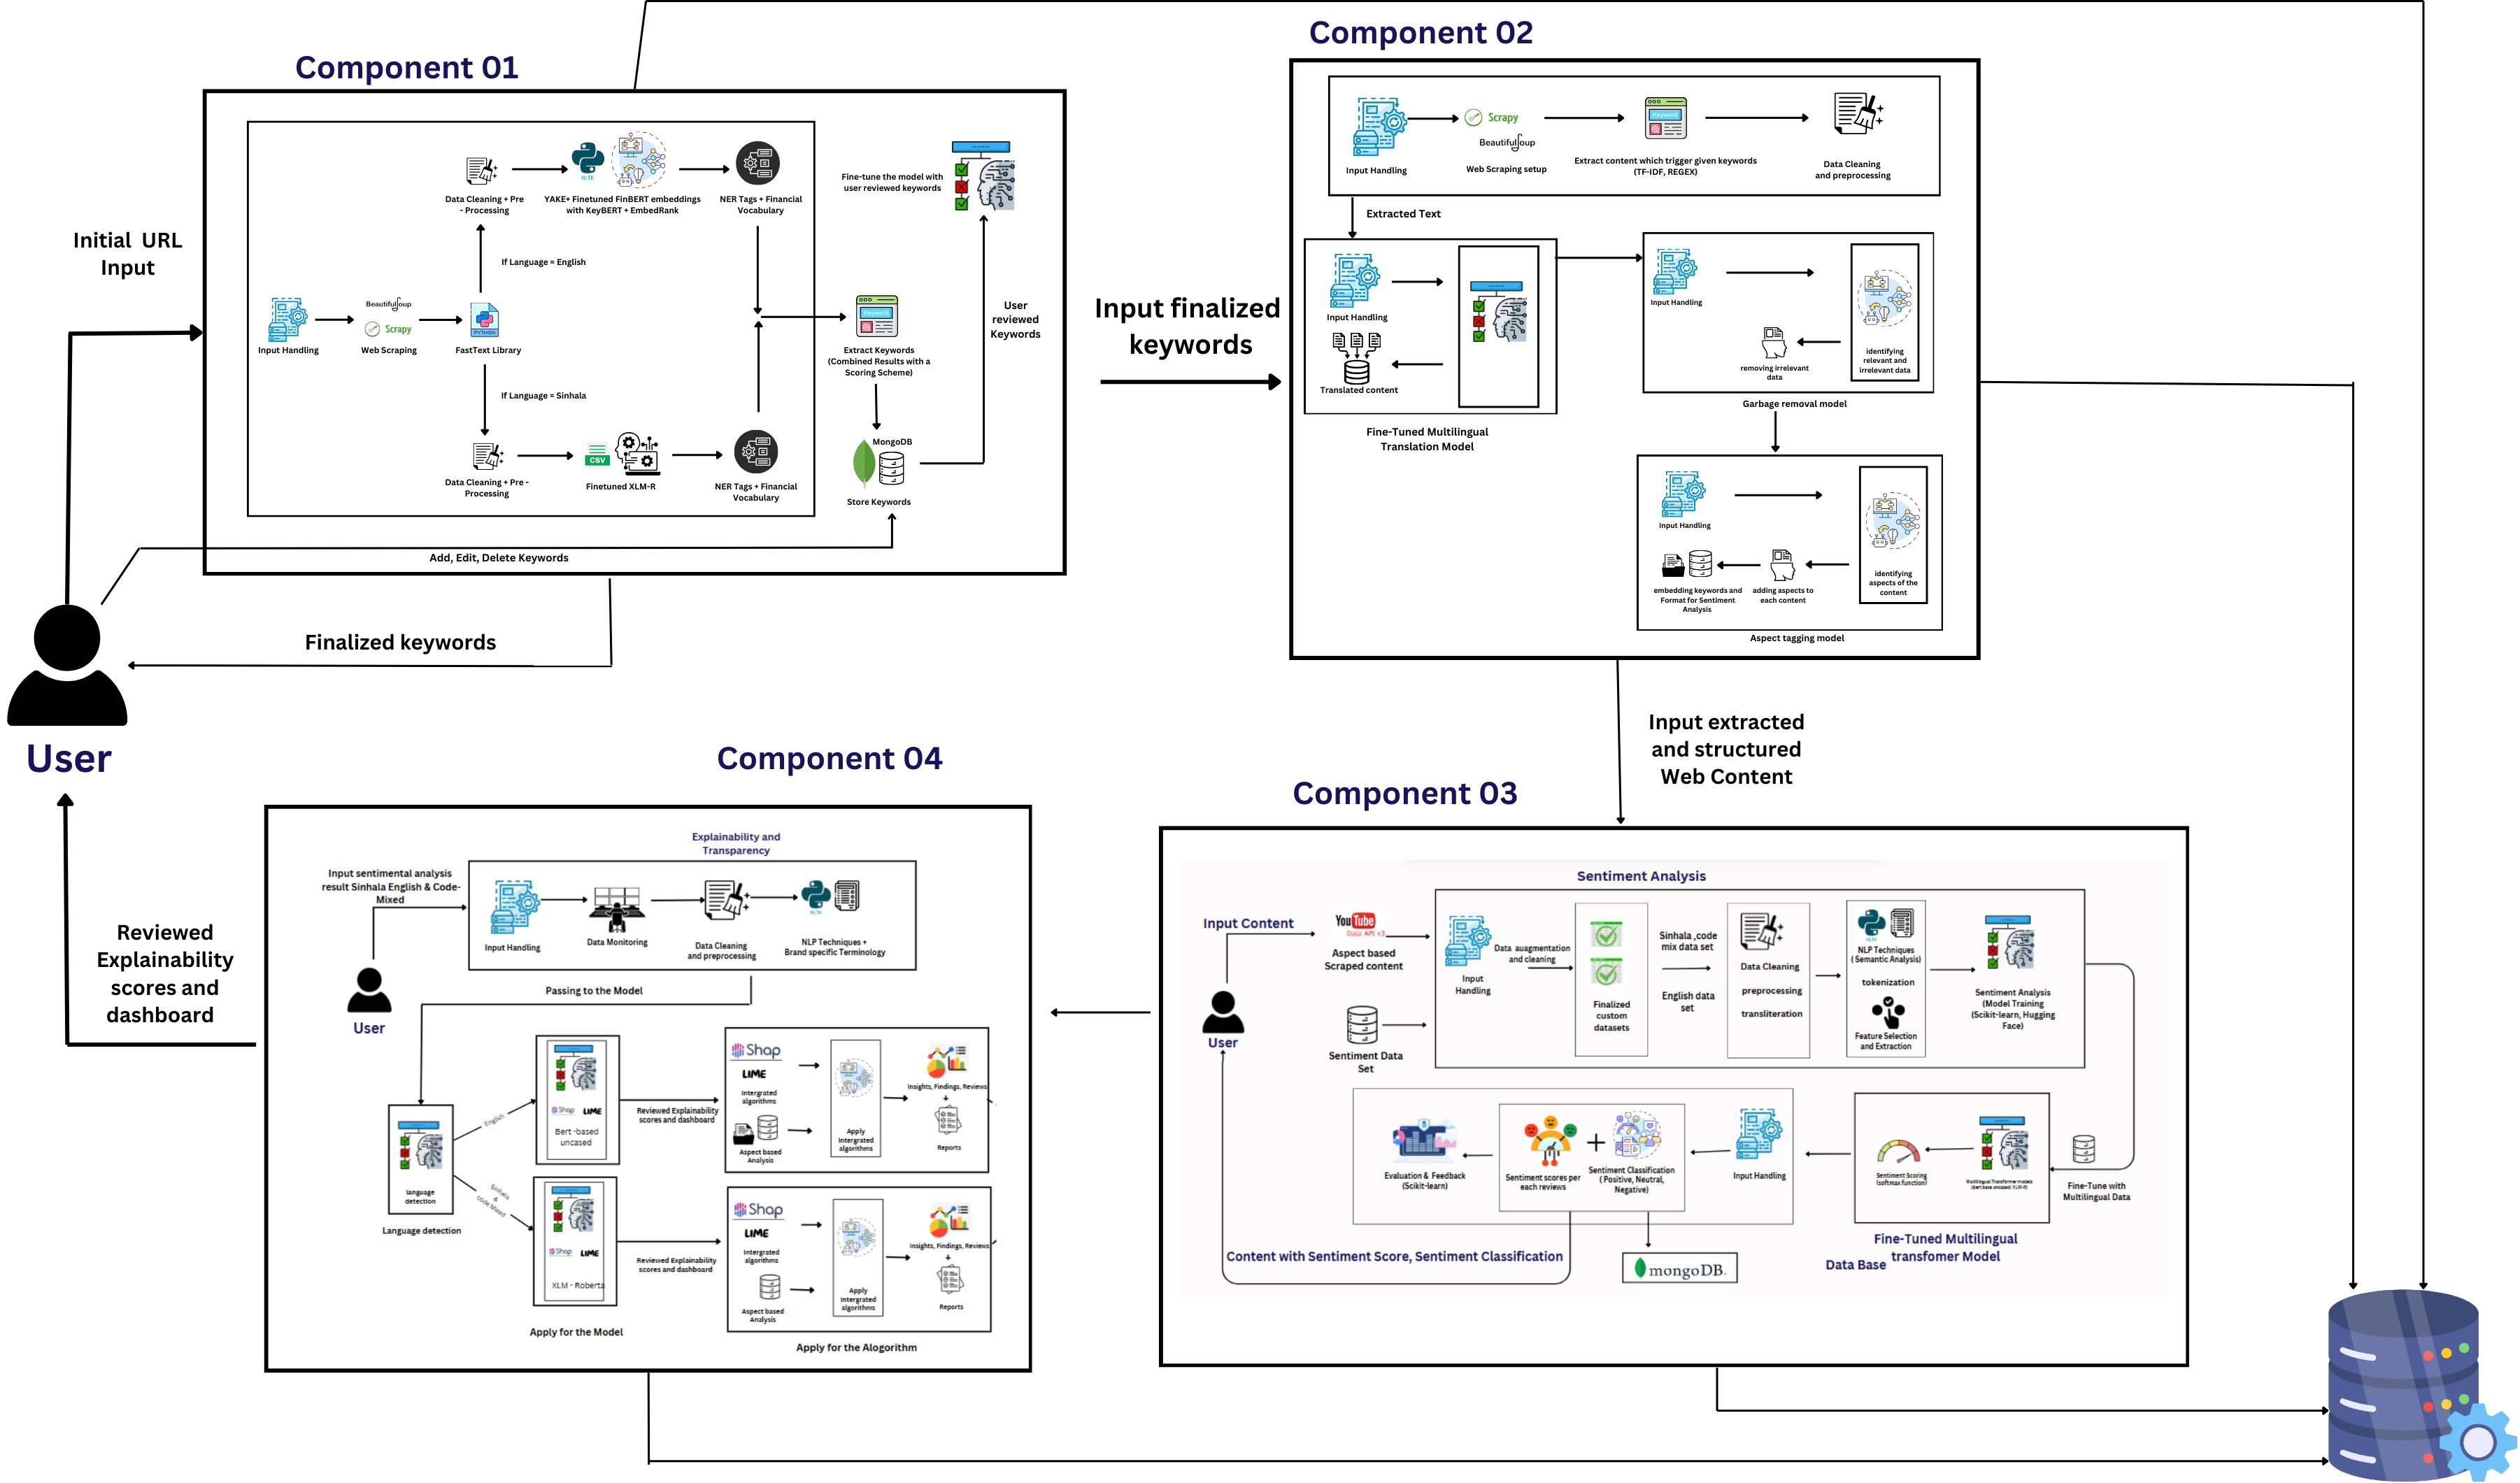 Component 01
Initial URL
Input
Data Cleaning + Pre
- Processing
NLTK
YAKE+ Finetuned FinBERT embeddings
with KeyBERT + EmbedRank
NER Tags + Financial
Vocabulary
Fine-tune the model with
user reviewed keywords
If Language = English
Input Handling
Beautifulsoup
Scrapy
Web Scraping
PYTHON
FastText Library
Keyword
Extract Keywords
(Combined Results with a
Scoring Scheme)
User
reviewed
Keywords
If Language = Sinhala
Data Cleaning + Pre -
Processing
CSV
Finetuned XLM-R
NER Tags + Financial
Vocabulary
MongoDB
Store Keywords
Add, Edit, Delete Keywords
Finalized keywords
User
Input finalized
keywords
Component 02
Input Handling
Scrapy
Beautifulsoup
Web Scraping setup
Keyword
Extract content which trigger given keywords
(TF-IDF, REGEX)
Data Cleaning
and preprocessing
Extracted Text
Input Handling
Translated content
Fine-Tuned Multilingual
Translation Model
Input Handling
removing irrelevant
data
identifying
relevant and
irrelevant data
Garbage removal model
Input Handling
embedding keywords and
Format for Sentiment
Analysis
adding aspects to
each content
identifying
aspects of the
content
Aspect tagging model
Input extracted
and structured
Web Content
Component 03
Sentiment Analysis
Input Content
User
YouTube
Data API v3
Aspect based
Scraped content
Sentiment Data
Set
Input
Handling
Data auagmentation
and cleaning
Finalized
custom
datasets
Sinhala ,code
mix data set
English data
set
Data Cleaning
preprocessing
transliteration
NLTK
NLP Techniques
( Semantic Analysis)
tokenization
Feature Selection
and Extraction
Sentiment Analysis
(Model Training
(Scikit-learn, Hugging
Face)
Evaluation & Feedback
(Scikit-learn)
Sentiment scores per
each reviews
+
Sentiment Classification
( Positive, Neutral,
Negative)
Input Handling
Sentiment Scoring
(softmax function)
Multilingual Transformer models
(bert base uncased/ XLM-R)
Fine-Tune with
Multilingual Data
Fine-Tuned Multilingual
transfomer Model
Content with Sentiment Score, Sentiment Classification
mongoDB.
Data Base
Component 04
Explainability and
Transparency
Input sentimental analysis
result Sinhala English & Code-
Mixed
User
Input Handling
Data Monitoring
Data Cleaning
and preprocessing
NLTK
NLP Techniques +
Brand specific Terminology
Passing to the Model
language
detection
Language detection
English
Sinhala
&
code Mixed
Shap
LIME
Bert -based
uncased
Reviewed Explainability
scores and dashboard
Shap
LIME
Intergrated
algorithms
Aspect based
Analysis
Apply
Intergrated
algorithms
Insights, Findings, Reviews
+
Reports
Shap
LIME
XLM - Roberta
Reviewed Explainability
scores and dashboard
Shap
LIME
Intergrated
algorithms
Aspect based
Analysis
Apply
Intergrated
algorithms
Insights, Findings, Reviews
+
Reports
Apply for the Model
Apply for the Alogorithm
Reviewed
Explainability
scores and
dashboard